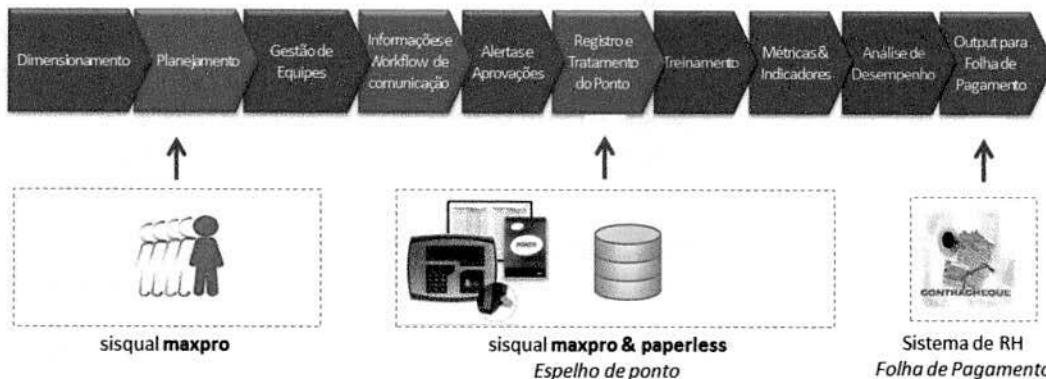 Dimensionamento
Planejamento
Gestão de
Equipes
Informações e
Workflow de
comunicação
Alertas e
Aprovações
Registro e
Tratamento
do Ponto
Treinamento
Métricas &
Indicadores
Análise de
Desempenho
Output para
Folha de
Pagamento
PONTO
CONTRACHEQUE
sisqual maxpro
sisqual maxpro & paperless
Espelho de ponto
Sistema de RH
Folha de Pagamento